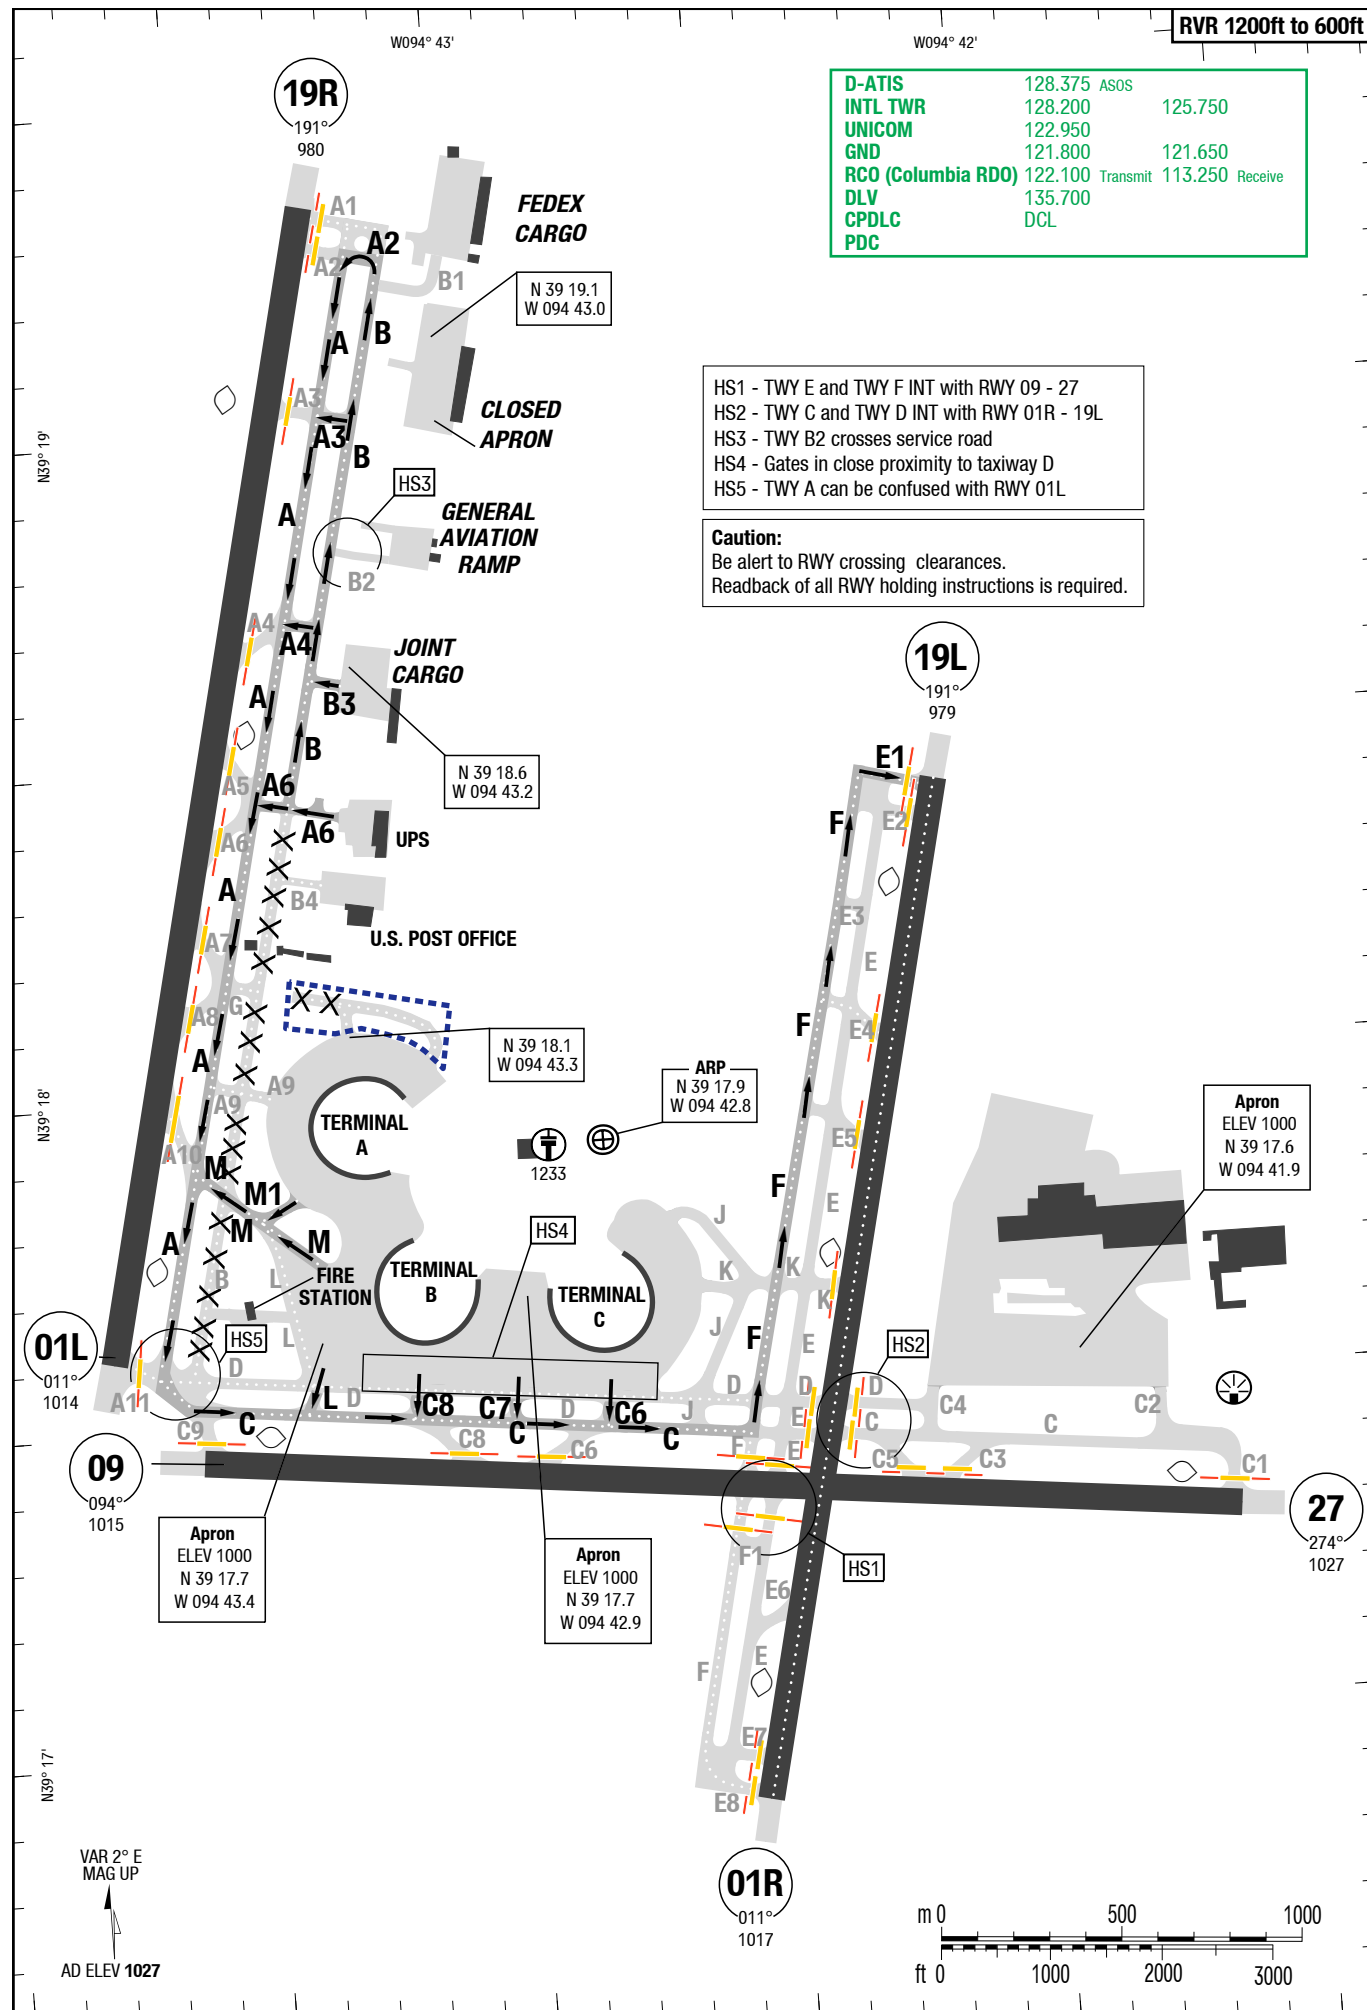 RVR 1200ft to 600ft
W094° 43'
W094° 42'
D-ATIS 128.375 ASOS
INTL TWR 128.200 125.750
UNICOM 122.950
GND 121.800 121.650
RCO (Columbia RDO) 122.100 Transmit 113.250 Receive
DLV 135.700
CPDLC DCL
PDC
19R
191°
980
A1
FEDEX
CARGO
A2
A2
B1
N 39 19.1
W 094 43.0
A
B
HS1 - TWY E and TWY F INT with RWY 09 - 27
HS2 - TWY C and TWY D INT with RWY 01R - 19L
HS3 - TWY B2 crosses service road
HS4 - Gates in close proximity to taxiway D
HS5 - TWY A can be confused with RWY 01L
A3
A3
CLOSED
APRON
B
N39° 19'
HS3
A
GENERAL
AVIATION
RAMP
Caution:
Be alert to RWY crossing clearances.
Readback of all RWY holding instructions is required.
B2
A4
A4
JOINT
CARGO
19L
191°
979
A
B3
B
N 39 18.6
W 094 43.2
E1
A5
A6
A6
A6
UPS
F
E2
A
B4
E3
U.S. POST OFFICE
A7
E
G
A8
F
E4
N 39 18.1
W 094 43.3
A
ARP
N 39 17.9
W 094 42.8
A9
A9
N39° 18'
TERMINAL
A
1233
Apron
ELEV 1000
N 39 17.6
W 094 41.9
E5
A10
M
M1
F
E
J
M
M
A
HS4
B
L
FIRE
STATION
TERMINAL
B
TERMINAL
C
K
K
K
01L
011°
1014
HS5
L
J
F
E
HS2
D
D
D
D
A11
L
D
C8
C7
D
C6
J
E
C
C4
C
C2
C9
C
C
C
C8
C6
F
E
C5
C3
C1
09
094°
1015
27
274°
1027
Apron
ELEV 1000
N 39 17.7
W 094 43.4
Apron
ELEV 1000
N 39 17.7
W 094 42.9
F1
HS1
E6
F
E
E7
N39° 17'
E8
VAR 2° E
MAG UP
01R
011°
1017
AD ELEV 1027
m 0 500 1000
ft 0 1000 2000 3000